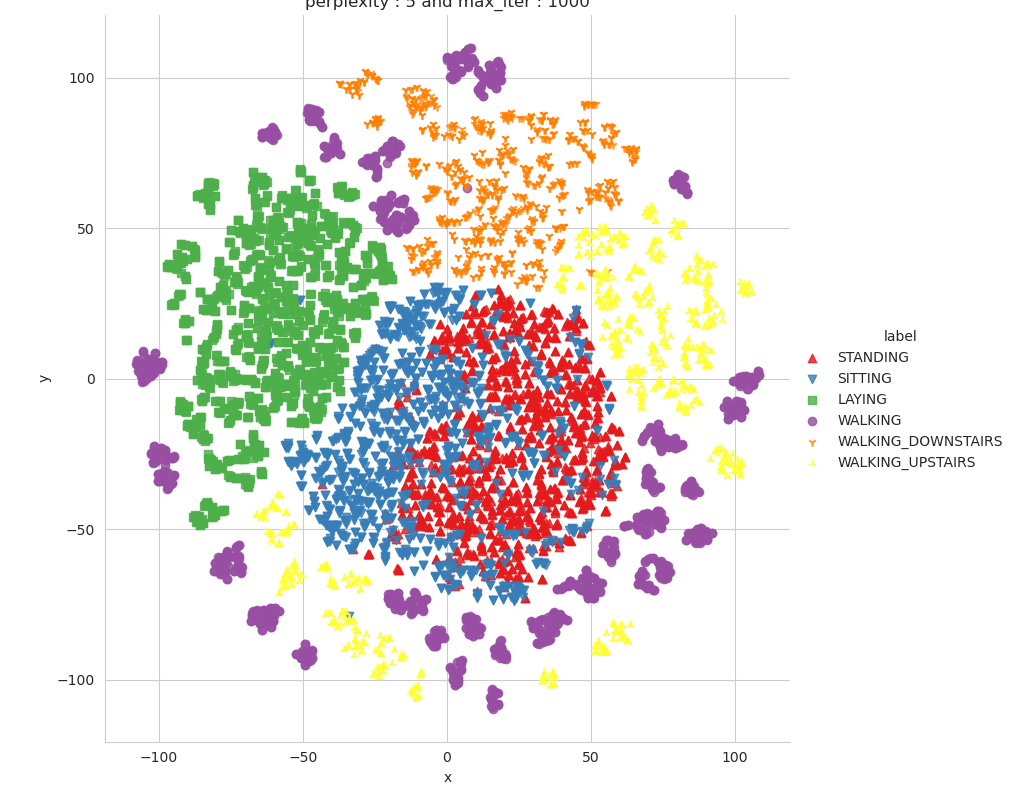 perplexity : 5 and max_iter : 1000
100
50
0
−50
−100
y
−100
−50
0
50
100
x
label
STANDING
SITTING
LAYING
WALKING
WALKING_DOWNSTAIRS
WALKING_UPSTAIRS